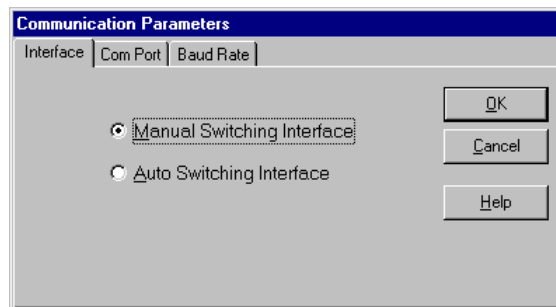 Communication Parameters
Interface Com Port Baud Rate
Manual Switching Interface
Auto Switching Interface
OK
Cancel
Help